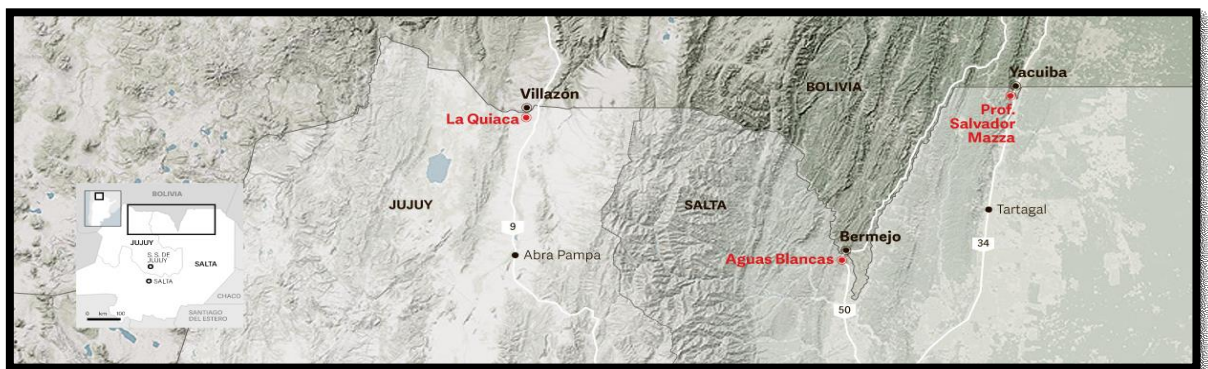 BOLIVIA
Yacuiba
Villazón
Prof.
Salvador
Mazza
La Quiaca
JUJUY
SALTA
Tartagal
9
34
Bermejo
Abra Pampa
Aguas Blancas
50
BOLIVIA
JUJUY
S. S. DE
JUJUY
SALTA
SALTA
CHACO
0 km 100
SANTIAGO
DEL ESTERO